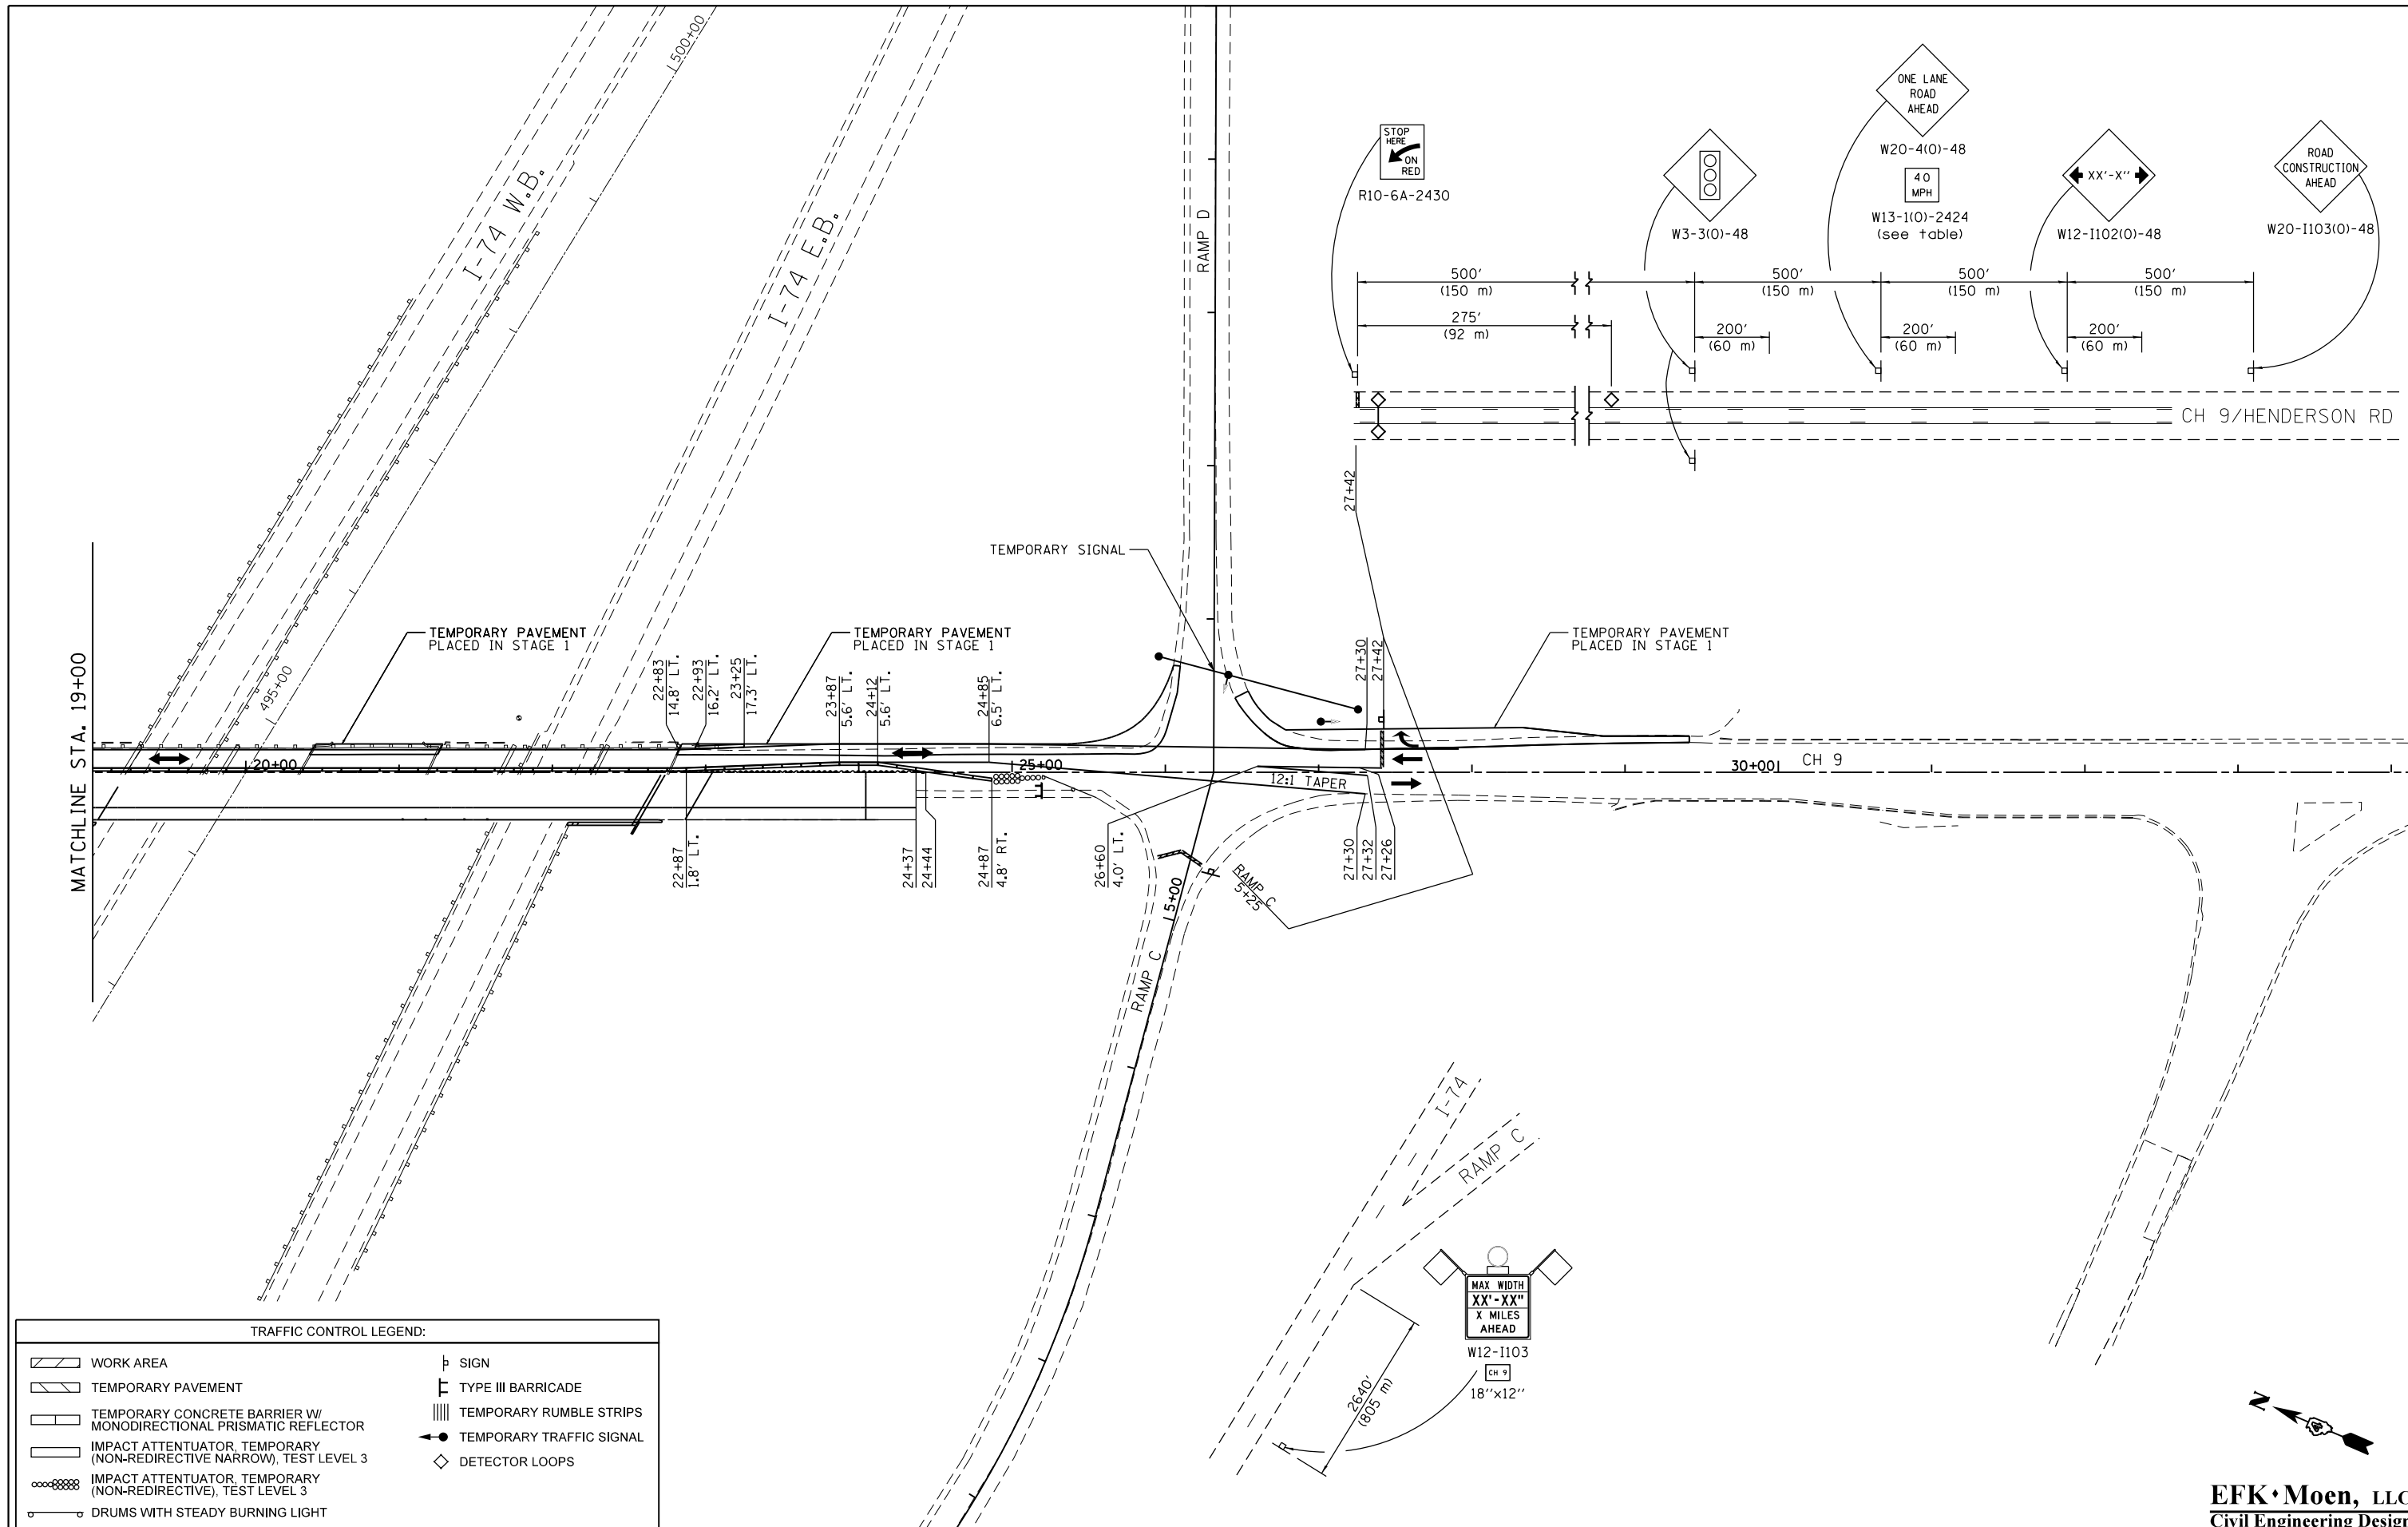 500+00
I-74 W.B.
I-74 E.B.
RAMP D
STOP
HERE
ON
RED
R10-6A-2430
W3-3(O)-48
ONE LANE
ROAD
AHEAD
W20-4(O)-48
40
MPH
W13-1(O)-2424
(see table)
XX'-X"
W12-I102(O)-48
ROAD
CONSTRUCTION
AHEAD
W20-I103(O)-48
500'
(150 m)
500'
(150 m)
500'
(150 m)
500'
(150 m)
275'
(92 m)
200'
(60 m)
200'
(60 m)
200'
(60 m)
CH 9/HENDERSON RD
27+42
TEMPORARY SIGNAL
MATCHLINE STA. 19+00
495+00
TEMPORARY PAVEMENT
PLACED IN STAGE 1
22+83
14.8' LT.
22+93
16.2' LT.
23+25
17.3' LT.
TEMPORARY PAVEMENT
PLACED IN STAGE 1
23+87
5.6' LT.
24+12
5.6' LT.
24+85
6.5' LT.
27+30
27+42
TEMPORARY PAVEMENT
PLACED IN STAGE 1
20+00
25+00
30+00
CH 9
12:1 TAPER
22+87
1.8' LT.
24+37
24+44
24+87
4.8' RT.
26+60
4.0' LT.
27+30
27+32
27+26
RAMP C
5+25
5+00
RAMP C
I-74
RAMP C
2640'
(805 m)
MAX WIDTH
XX'-XX"
X MILES
AHEAD
W12-I103
CH 9
18"x12"
TRAFFIC CONTROL LEGEND:
WORK AREA
TEMPORARY PAVEMENT
TEMPORARY CONCRETE BARRIER W/
MONODIRECTIONAL PRISMATIC REFLECTOR
IMPACT ATTENTUATOR, TEMPORARY
(NON-REDIRECTIVE NARROW), TEST LEVEL 3
IMPACT ATTENTUATOR, TEMPORARY
(NON-REDIRECTIVE), TEST LEVEL 3
DRUMS WITH STEADY BURNING LIGHT
SIGN
TYPE III BARRICADE
TEMPORARY RUMBLE STRIPS
TEMPORARY TRAFFIC SIGNAL
DETECTOR LOOPS
N
EFK Moen, LLC
Civil Engineering Design